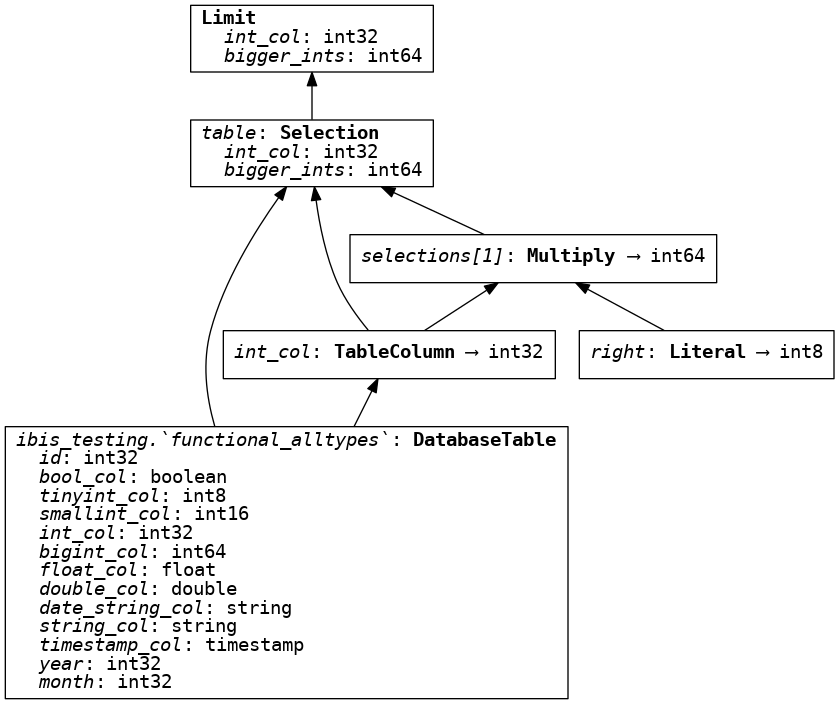 Limit
int_col: int32
bigger_ints: int64
table: Selection
int_col: int32
bigger_ints: int64
selections[1]: Multiply → int64
int_col: TableColumn → int32
right: Literal → int8
ibis_testing.`functional_alltypes`: DatabaseTable
id: int32
bool_col: boolean
tinyint_col: int8
smallint_col: int16
int_col: int32
bigint_col: int64
float_col: float
double_col: double
date_string_col: string
string_col: string
timestamp_col: timestamp
year: int32
month: int32